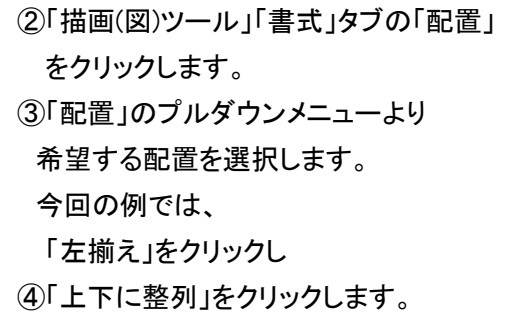 ②「描画(図)ツール」「書式」タブの「配置」
をクリックします。
③「配置」のプルダウンメニューより
希望する配置を選択します。
今回の例では、
「左揃え」をクリックし
④「上下に整列」をクリックします。